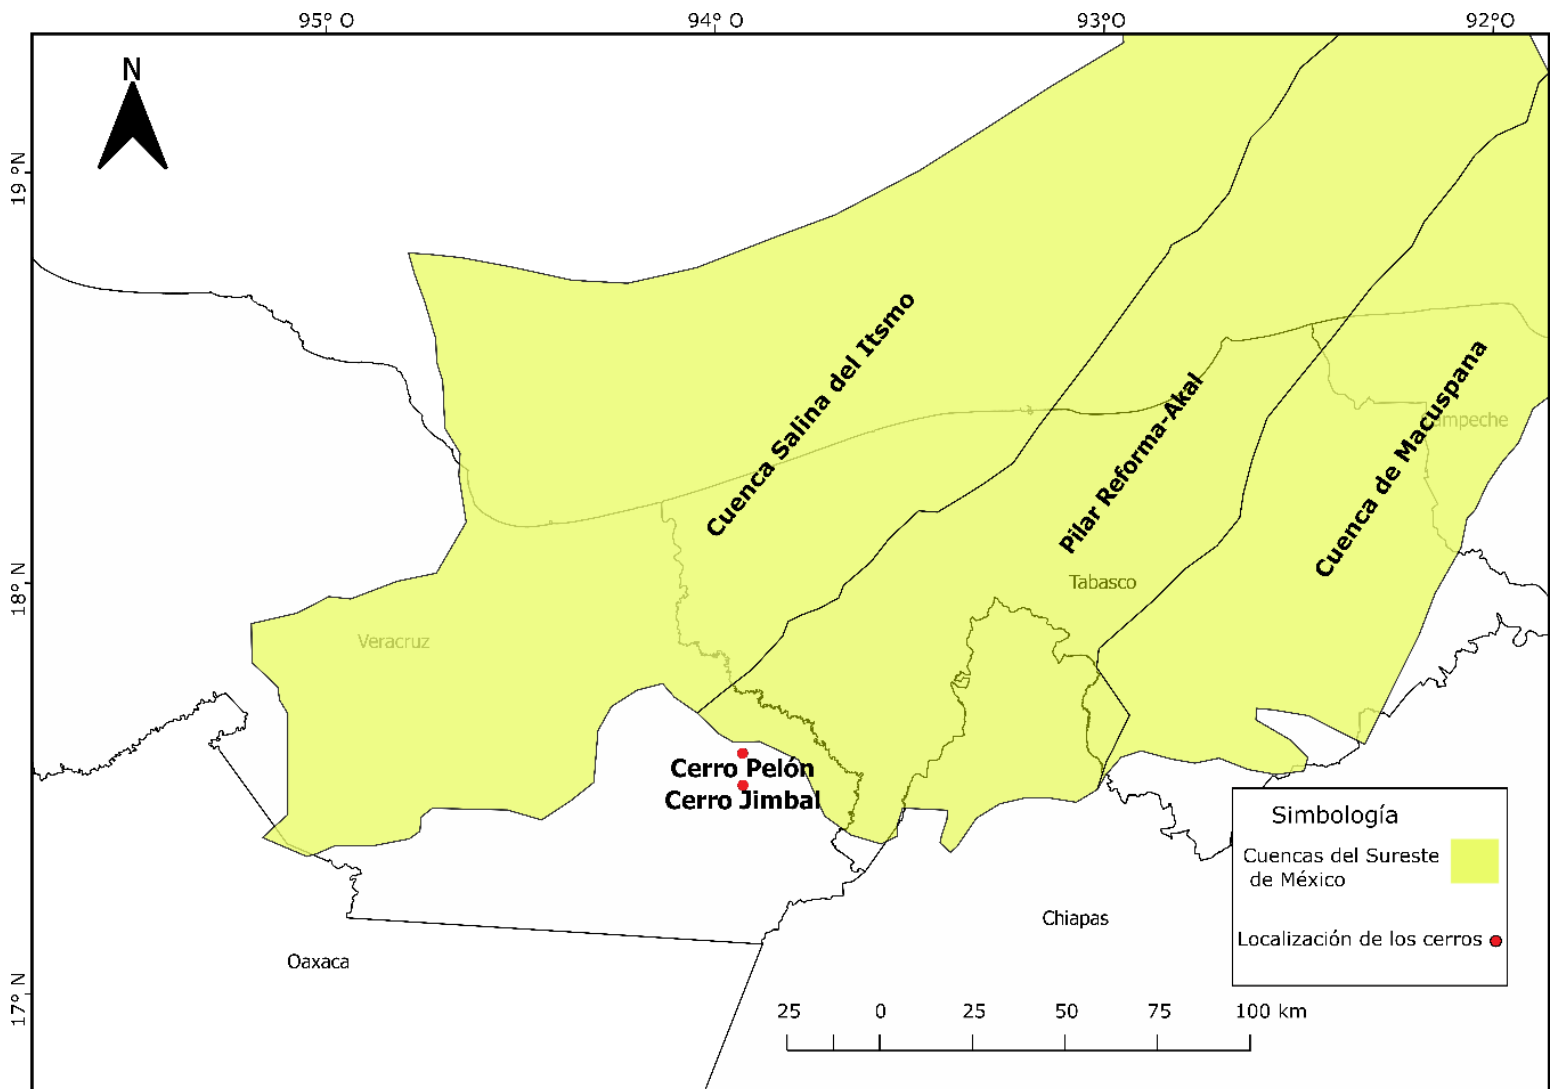 95° O
94° O
93°O
92°O
N
19 °N
18° N
17° N
Cuenca Salina del Itsmo
Pilar Reforma-Akal
Cuenca de Macuspana
Campeche
Tabasco
Veracruz
Cerro Pelón
Cerro Jimbal
Chiapas
Oaxaca
Simbología
Cuencas del Sureste
de México
Localización de los cerros
25 0 25 50 75 100 km